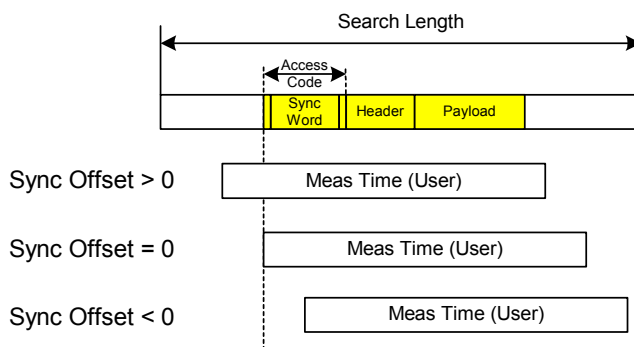 Search Length
Access
Code
Sync
Word
Header
Payload
Sync Offset > 0
Meas Time (User)
Sync Offset = 0
Meas Time (User)
Sync Offset < 0
Meas Time (User)